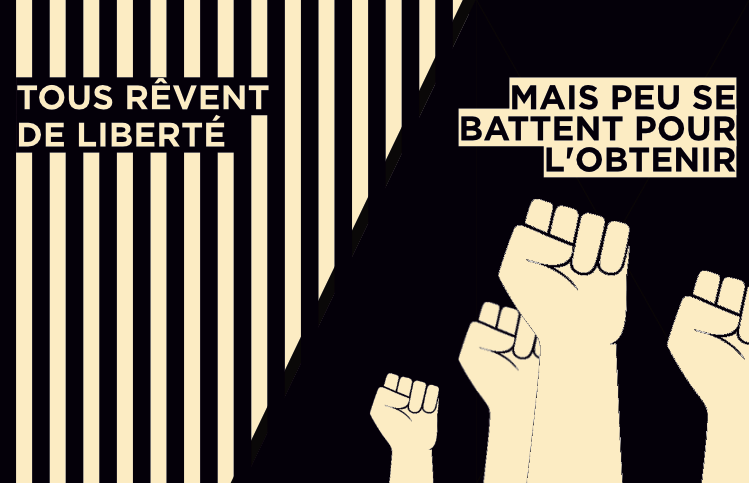 TOUS RÊVENT
DE LIBERTÉ
MAIS PEU SE
BATTENT POUR
L'OBTENIR